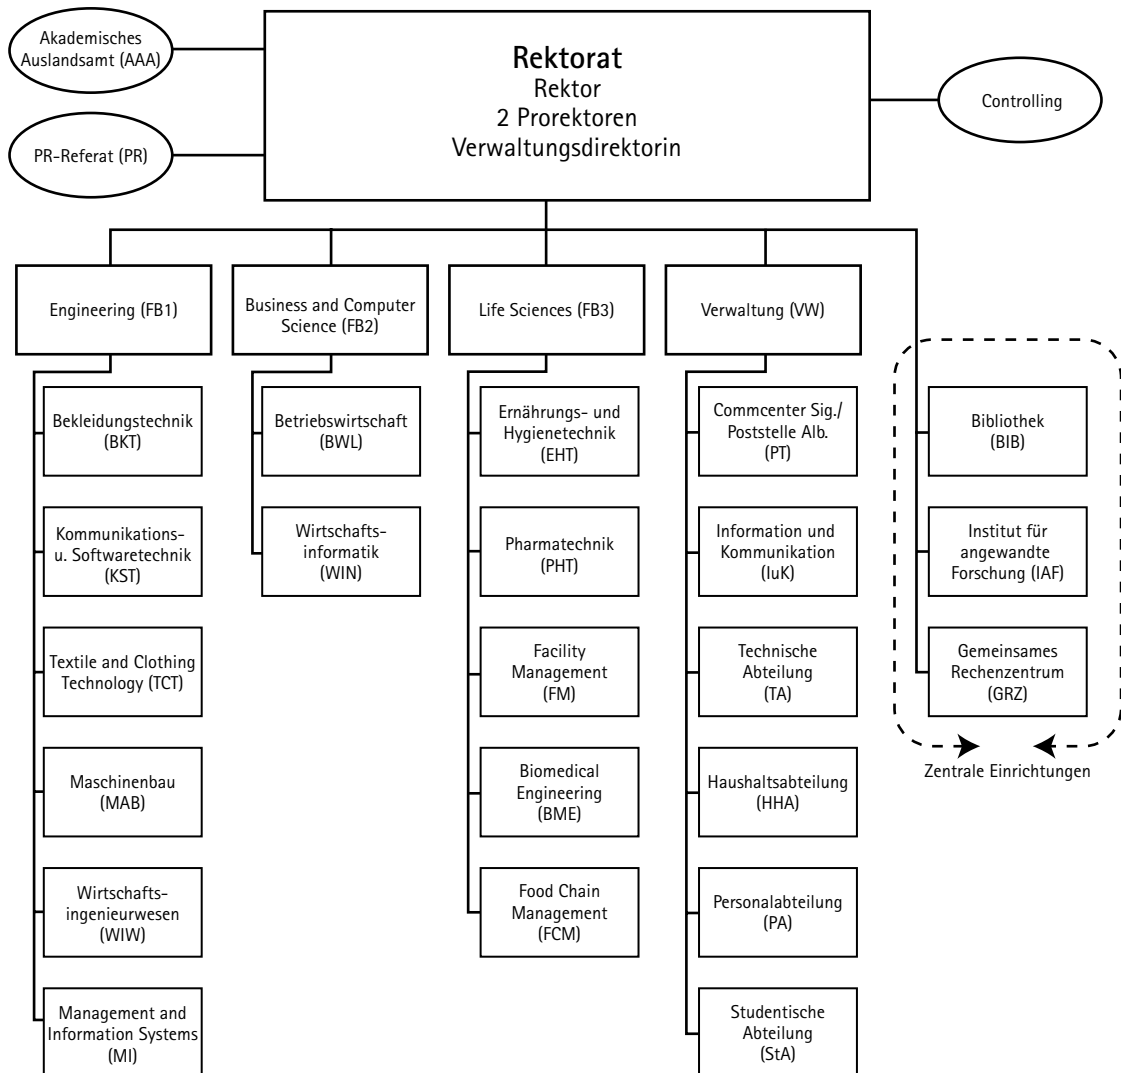 Akademisches
Auslandsamt (AAA)
PR-Referat (PR)
Rektorat
Rektor
2 Prorektoren
Verwaltungsdirektorin
Controlling
Engineering (FB1)
Bekleidungstechnik
(BKT)
Kommunikations-
u. Softwaretechnik
(KST)
Textile and Clothing
Technology (TCT)
Maschinenbau
(MAB)
Wirtschafts-
ingenieurwesen
(WIW)
Management and
Information Systems
(MI)
Business and Computer
Science (FB2)
Betriebswirtschaft
(BWL)
Wirtschafts-
informatik
(WIN)
Life Sciences (FB3)
Ernährungs- und
Hygienetechnik
(EHT)
Pharmatechnik
(PHT)
Facility
Management
(FM)
Biomedical
Engineering
(BME)
Food Chain
Management
(FCM)
Verwaltung (VW)
Commcenter Sig./
Poststelle Alb.
(PT)
Information und
Kommunikation
(IuK)
Technische
Abteilung
(TA)
Haushaltsabteilung
(HHA)
Personalabteilung
(PA)
Studentische
Abteilung
(StA)
Bibliothek
(BIB)
Institut für
angewandte
Forschung (IAF)
Gemeinsames
Rechenzentrum
(GRZ)
Zentrale Einrichtungen